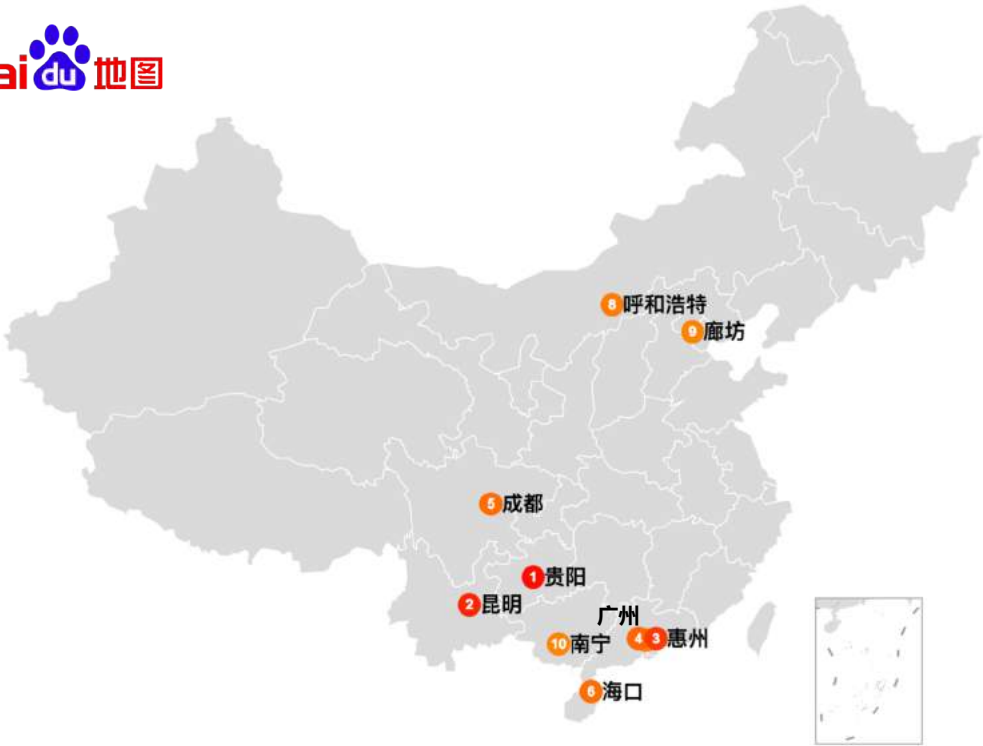 ai du 地图
8 呼和浩特
9 廊坊
5 成都
1 贵阳
2 昆明
广州
4 3 惠州
10 南宁
6 海口